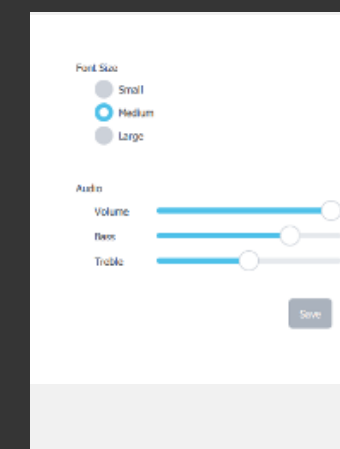 Font Size
Small
Medium
Large
Audio
Volume
Bass
Treble
Save